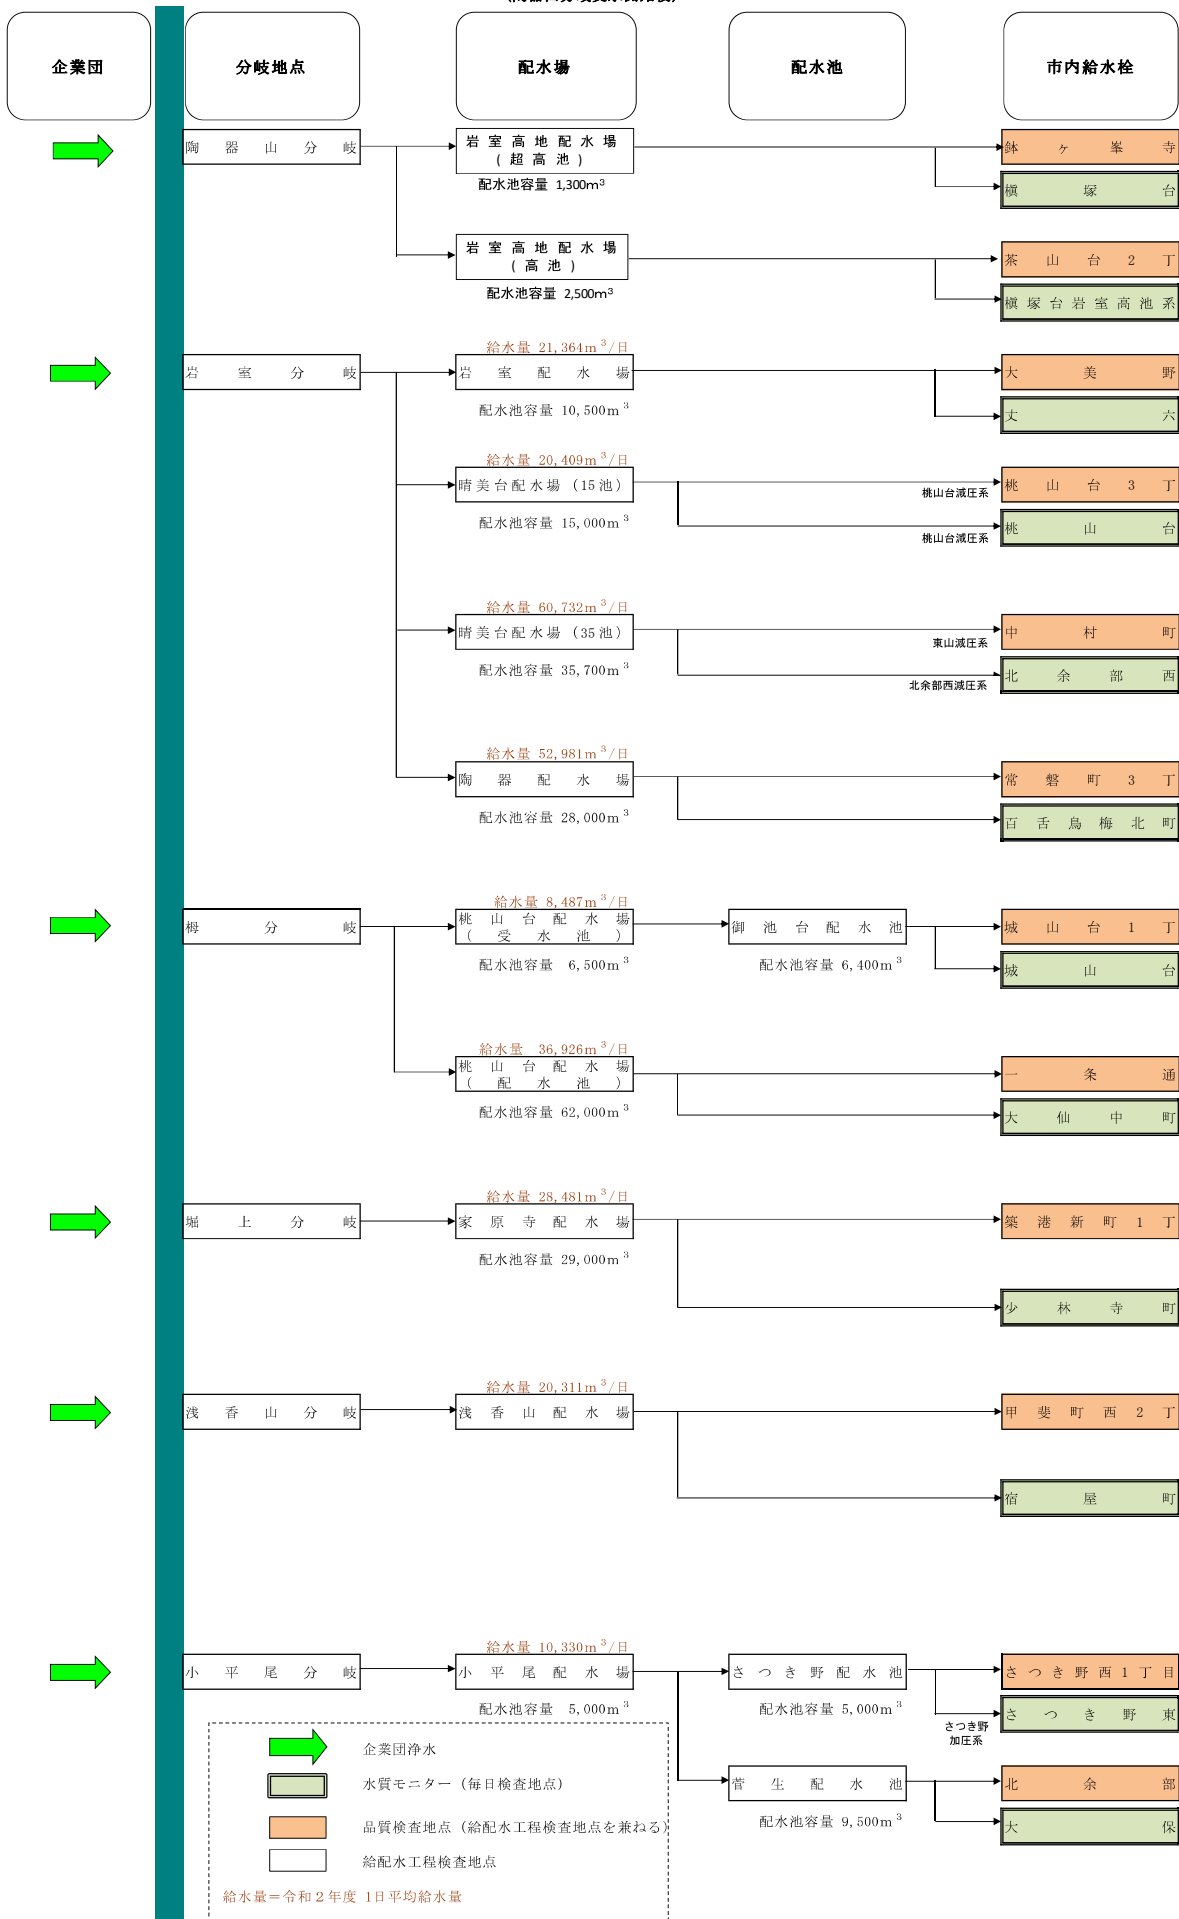 企業団
分岐地点
配水場
配水池
市内給水栓
陶器山分岐
岩室高地配水場
(超高池)
配水池容量 1,300m³
鉢ヶ峯寺
槇塚台
岩室高地配水場
(高池)
配水池容量 2,500m³
茶山台2丁
槇塚台岩室高池系
給水量 21,364m³/日
岩室分岐
岩室配水場
配水池容量 10,500m³
大美野
丈六
給水量 20,409m³/日
晴美台配水場(15池)
配水池容量 15,000m³
桃山台減圧系
桃山台3丁
桃山台減圧系
桃山台
給水量 60,732m³/日
晴美台配水場(35池)
配水池容量 35,700m³
東山減圧系
中村町
北余部西減圧系
北余部西
給水量 52,981m³/日
陶器配水場
配水池容量 28,000m³
常磐町3丁
百舌鳥梅北町
給水量 8,487m³/日
栂分岐
桃山台配水場
(受水池)
配水池容量 6,500m³
御池台配水池
配水池容量 6,400m³
城山台1丁
城山台
給水量 36,926m³/日
桃山台配水場
(配水池)
配水池容量 62,000m³
一条通
大仙中町
給水量 28,481m³/日
堀上分岐
家原寺配水場
配水池容量 29,000m³
築港新町1丁
少林寺町
給水量 20,311m³/日
浅香山分岐
浅香山配水場
甲斐町西2丁
宿屋町
給水量 10,330m³/日
小平尾分岐
小平尾配水場
配水池容量 5,000m³
さつき野配水池
配水池容量 5,000m³
さつき野西1丁目
さつき野
加圧系
さつき野東
菅生配水池
配水池容量 9,500m³
北余部
大保
企業団浄水
水質モニター(毎日検査地点)
品質検査地点(給配水工程検査地点を兼ねる)
給配水工程検査地点
給水量=令和2年度 1日平均給水量